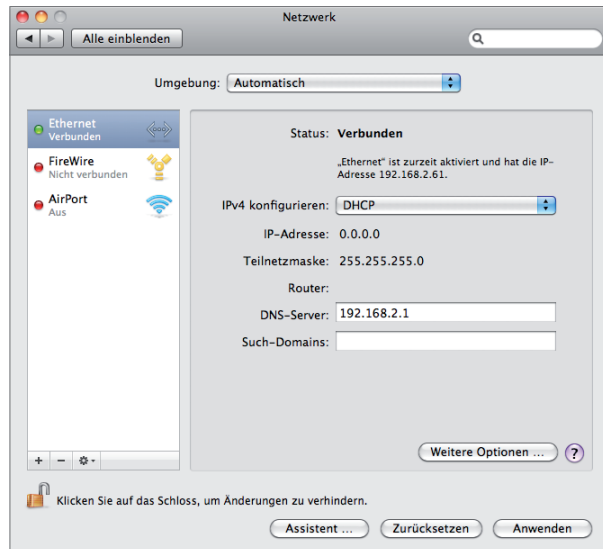 Netzwerk
Alle einblenden
Umgebung: Automatisch
Ethernet
Verbunden
FireWire
Nicht verbunden
AirPort
Aus
Status: Verbunden
„Ethernet“ ist zurzeit aktiviert und hat die IP-
Adresse 192.168.2.61.
IPv4 konfigurieren: DHCP
IP-Adresse: 0.0.0.0
Teilnetzmaske: 255.255.255.0
Router:
DNS-Server: 192.168.2.1
Such-Domains:
Weitere Optionen ... ?
Klicken Sie auf das Schloss, um Änderungen zu verhindern.
Assistent ... Zurücksetzen Anwenden